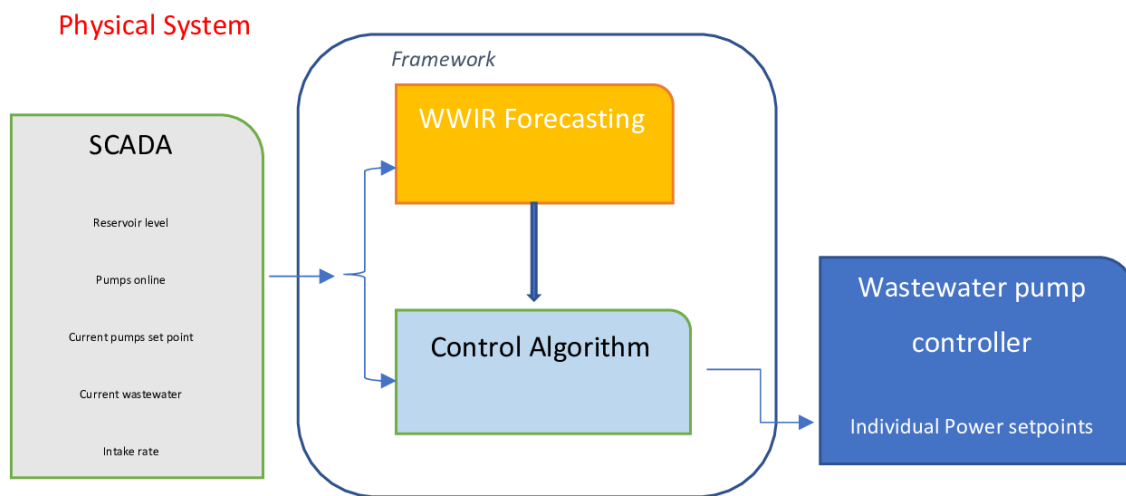 Physical System
Framework
SCADA
Reservoir level
Pumps online
Current pumps set point
Current wastewater
Intake rate
WWIR Forecasting
Control Algorithm
Wastewater pump
controller
Individual Power setpoints